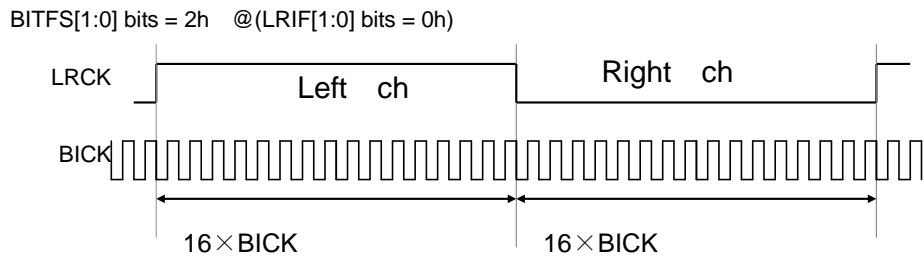 BITFS[1:0] bits = 2h @(LRIF[1:0] bits = 0h)
LRCK
Left ch
Right ch
BICK
16×BICK
16×BICK